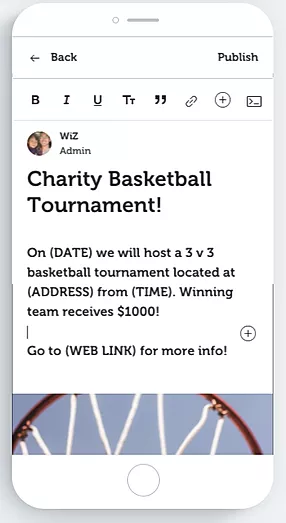 Back Publish
B I U TT ”
WiZ
Admin
Charity Basketball
Tournament!
On (DATE) we will host a 3 v 3
basketball tournament located at
(ADDRESS) from (TIME). Winning
team receives $1000!
Go to (WEB LINK) for more info!